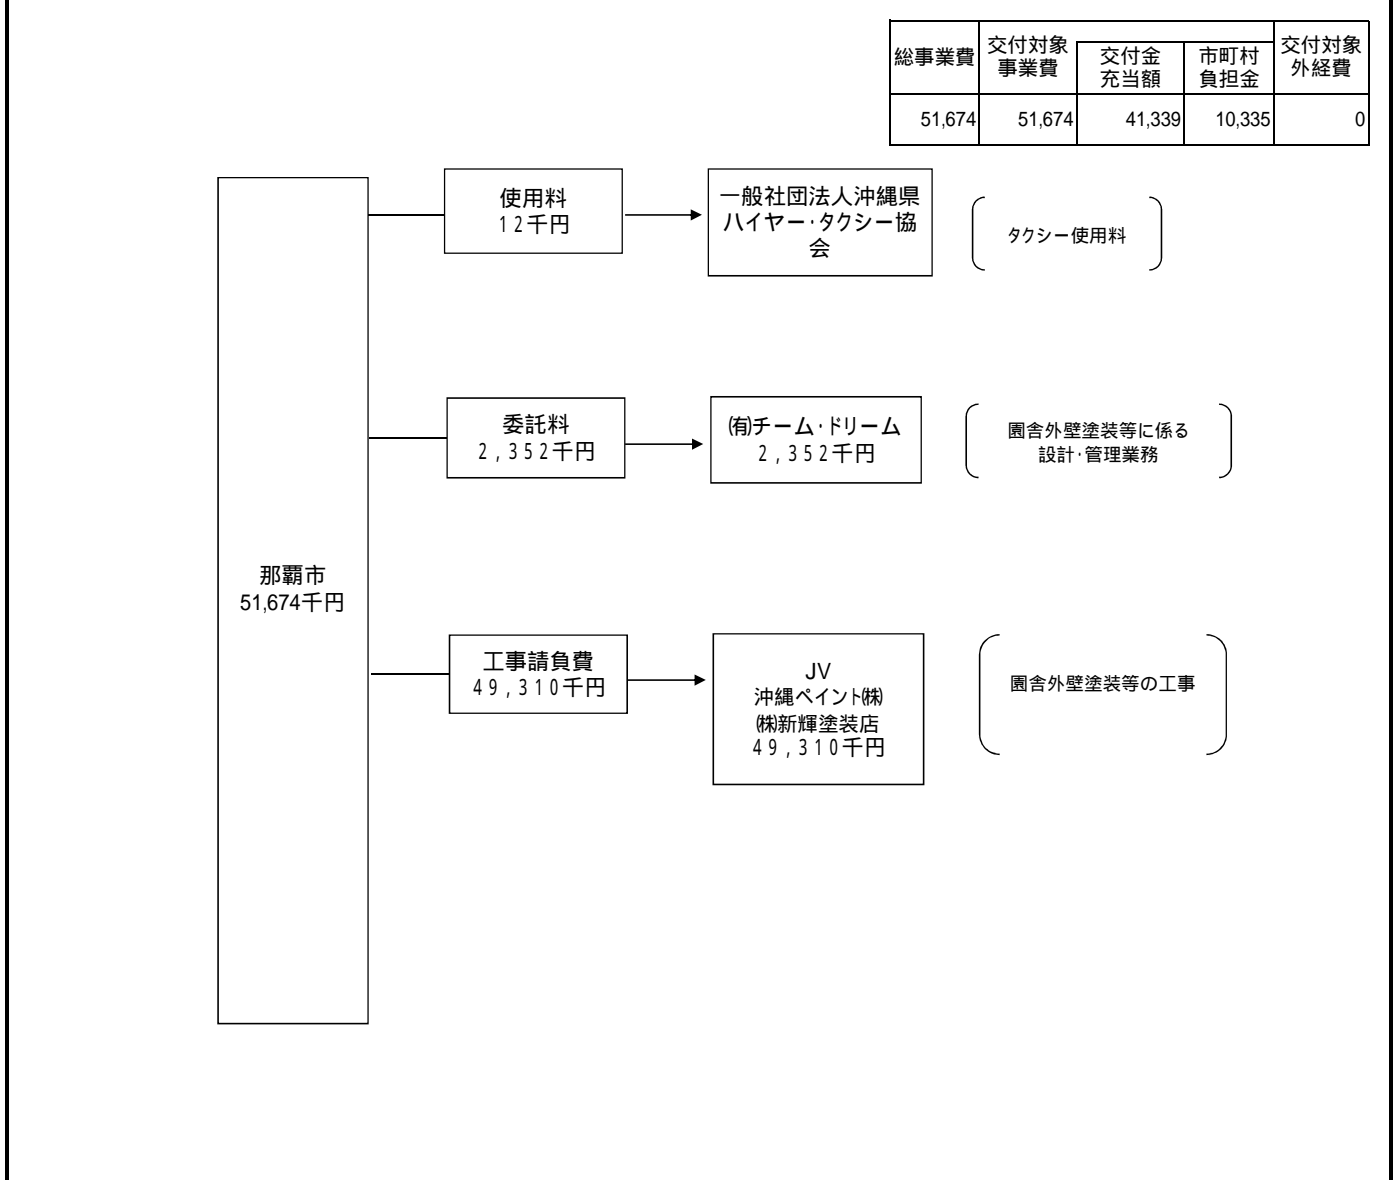 総事業費
交付対象
事業費
交付金
充当額
市町村
負担金
交付対象
外経費
51,674
51,674
41,339
10,335
0
使用料
12千円
一般社団法人沖縄県
ハイヤー・タクシー協
会
タクシー使用料
委託料
2,352千円
㈲チーム・ドリーム
2,352千円
園舎外壁塗装等に係る
設計・管理業務
那覇市
51,674千円
工事請負費
49,310千円
JV
沖縄ペイント㈱
㈱新輝塗装店
49,310千円
園舎外壁塗装等の工事